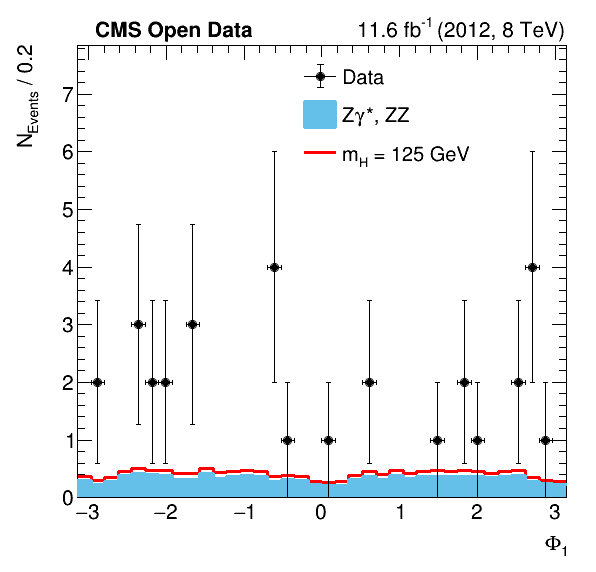 CMS Open Data 11.6 fb⁻¹ (2012, 8 TeV)
N_Events / 0.2
Data
Zγ*, ZZ
m_H = 125 GeV
7
6
5
4
3
2
1
0
−3 −2 −1 0 1 2 3
Φ₁